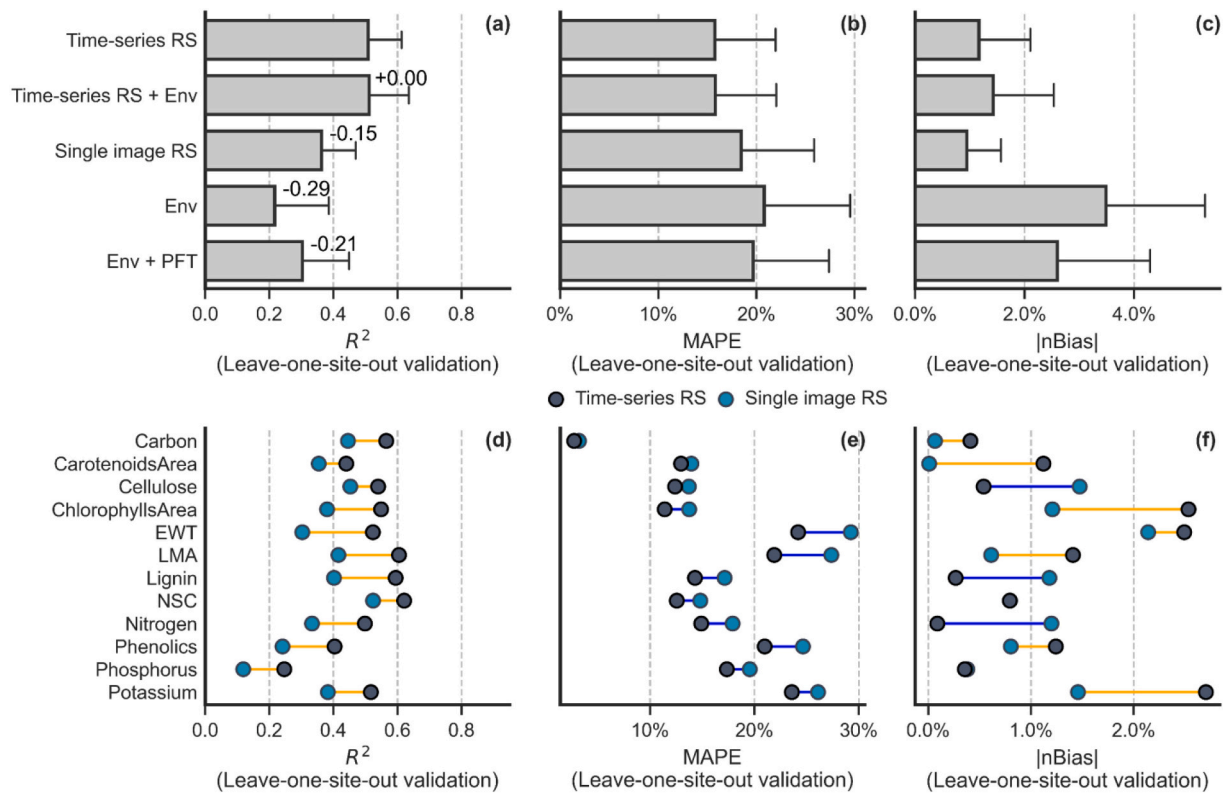 (a)
(b)
(c)
Time-series RS
Time-series RS + Env
Single image RS
Env
Env + PFT
+0.00
-0.15
-0.29
-0.21
0.0 0.2 0.4 0.6 0.8
0% 10% 20% 30%
0.0% 2.0% 4.0%
R²
(Leave-one-site-out validation)
MAPE
(Leave-one-site-out validation)
|nBias|
(Leave-one-site-out validation)
Time-series RS Single image RS
(d)
(e)
(f)
Carbon
CarotenoidsArea
Cellulose
ChlorophyllsArea
EWT
LMA
Lignin
NSC
Nitrogen
Phenolics
Phosphorus
Potassium
0.0 0.2 0.4 0.6 0.8
10% 20% 30%
0.0% 1.0% 2.0%
R²
(Leave-one-site-out validation)
MAPE
(Leave-one-site-out validation)
|nBias|
(Leave-one-site-out validation)